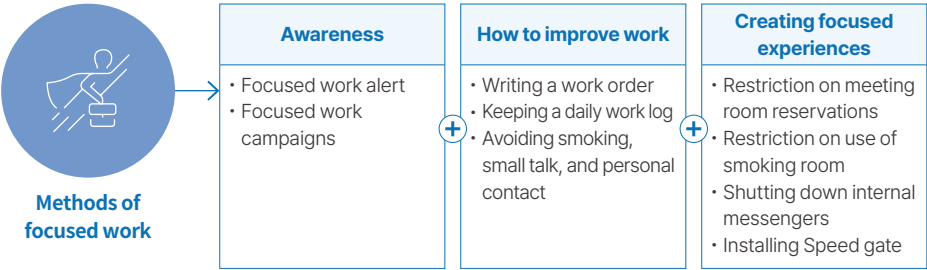 Methods of
focused work
Awareness
• Focused work alert
• Focused work
campaigns
+
How to improve work
• Writing a work order
• Keeping a daily work log
• Avoiding smoking,
small talk, and personal
contact
+
Creating focused
experiences
• Restriction on meeting
room reservations
• Restriction on use of
smoking room
• Shutting down internal
messengers
• Installing Speed gate